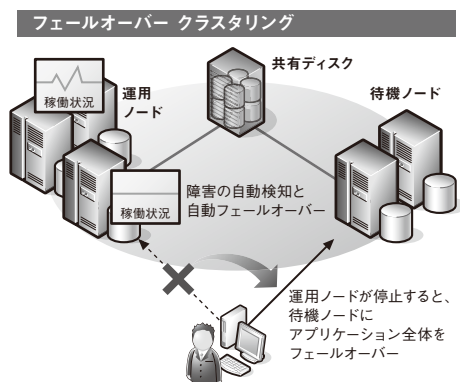 フェールオーバー クラスタリング
共有ディスク
稼働状況
運用
ノード
待機ノード
稼働状況
障害の自動検知と
自動フェールオーバー
運用ノードが停止すると、
待機ノードに
アプリケーション全体を
フェールオーバー